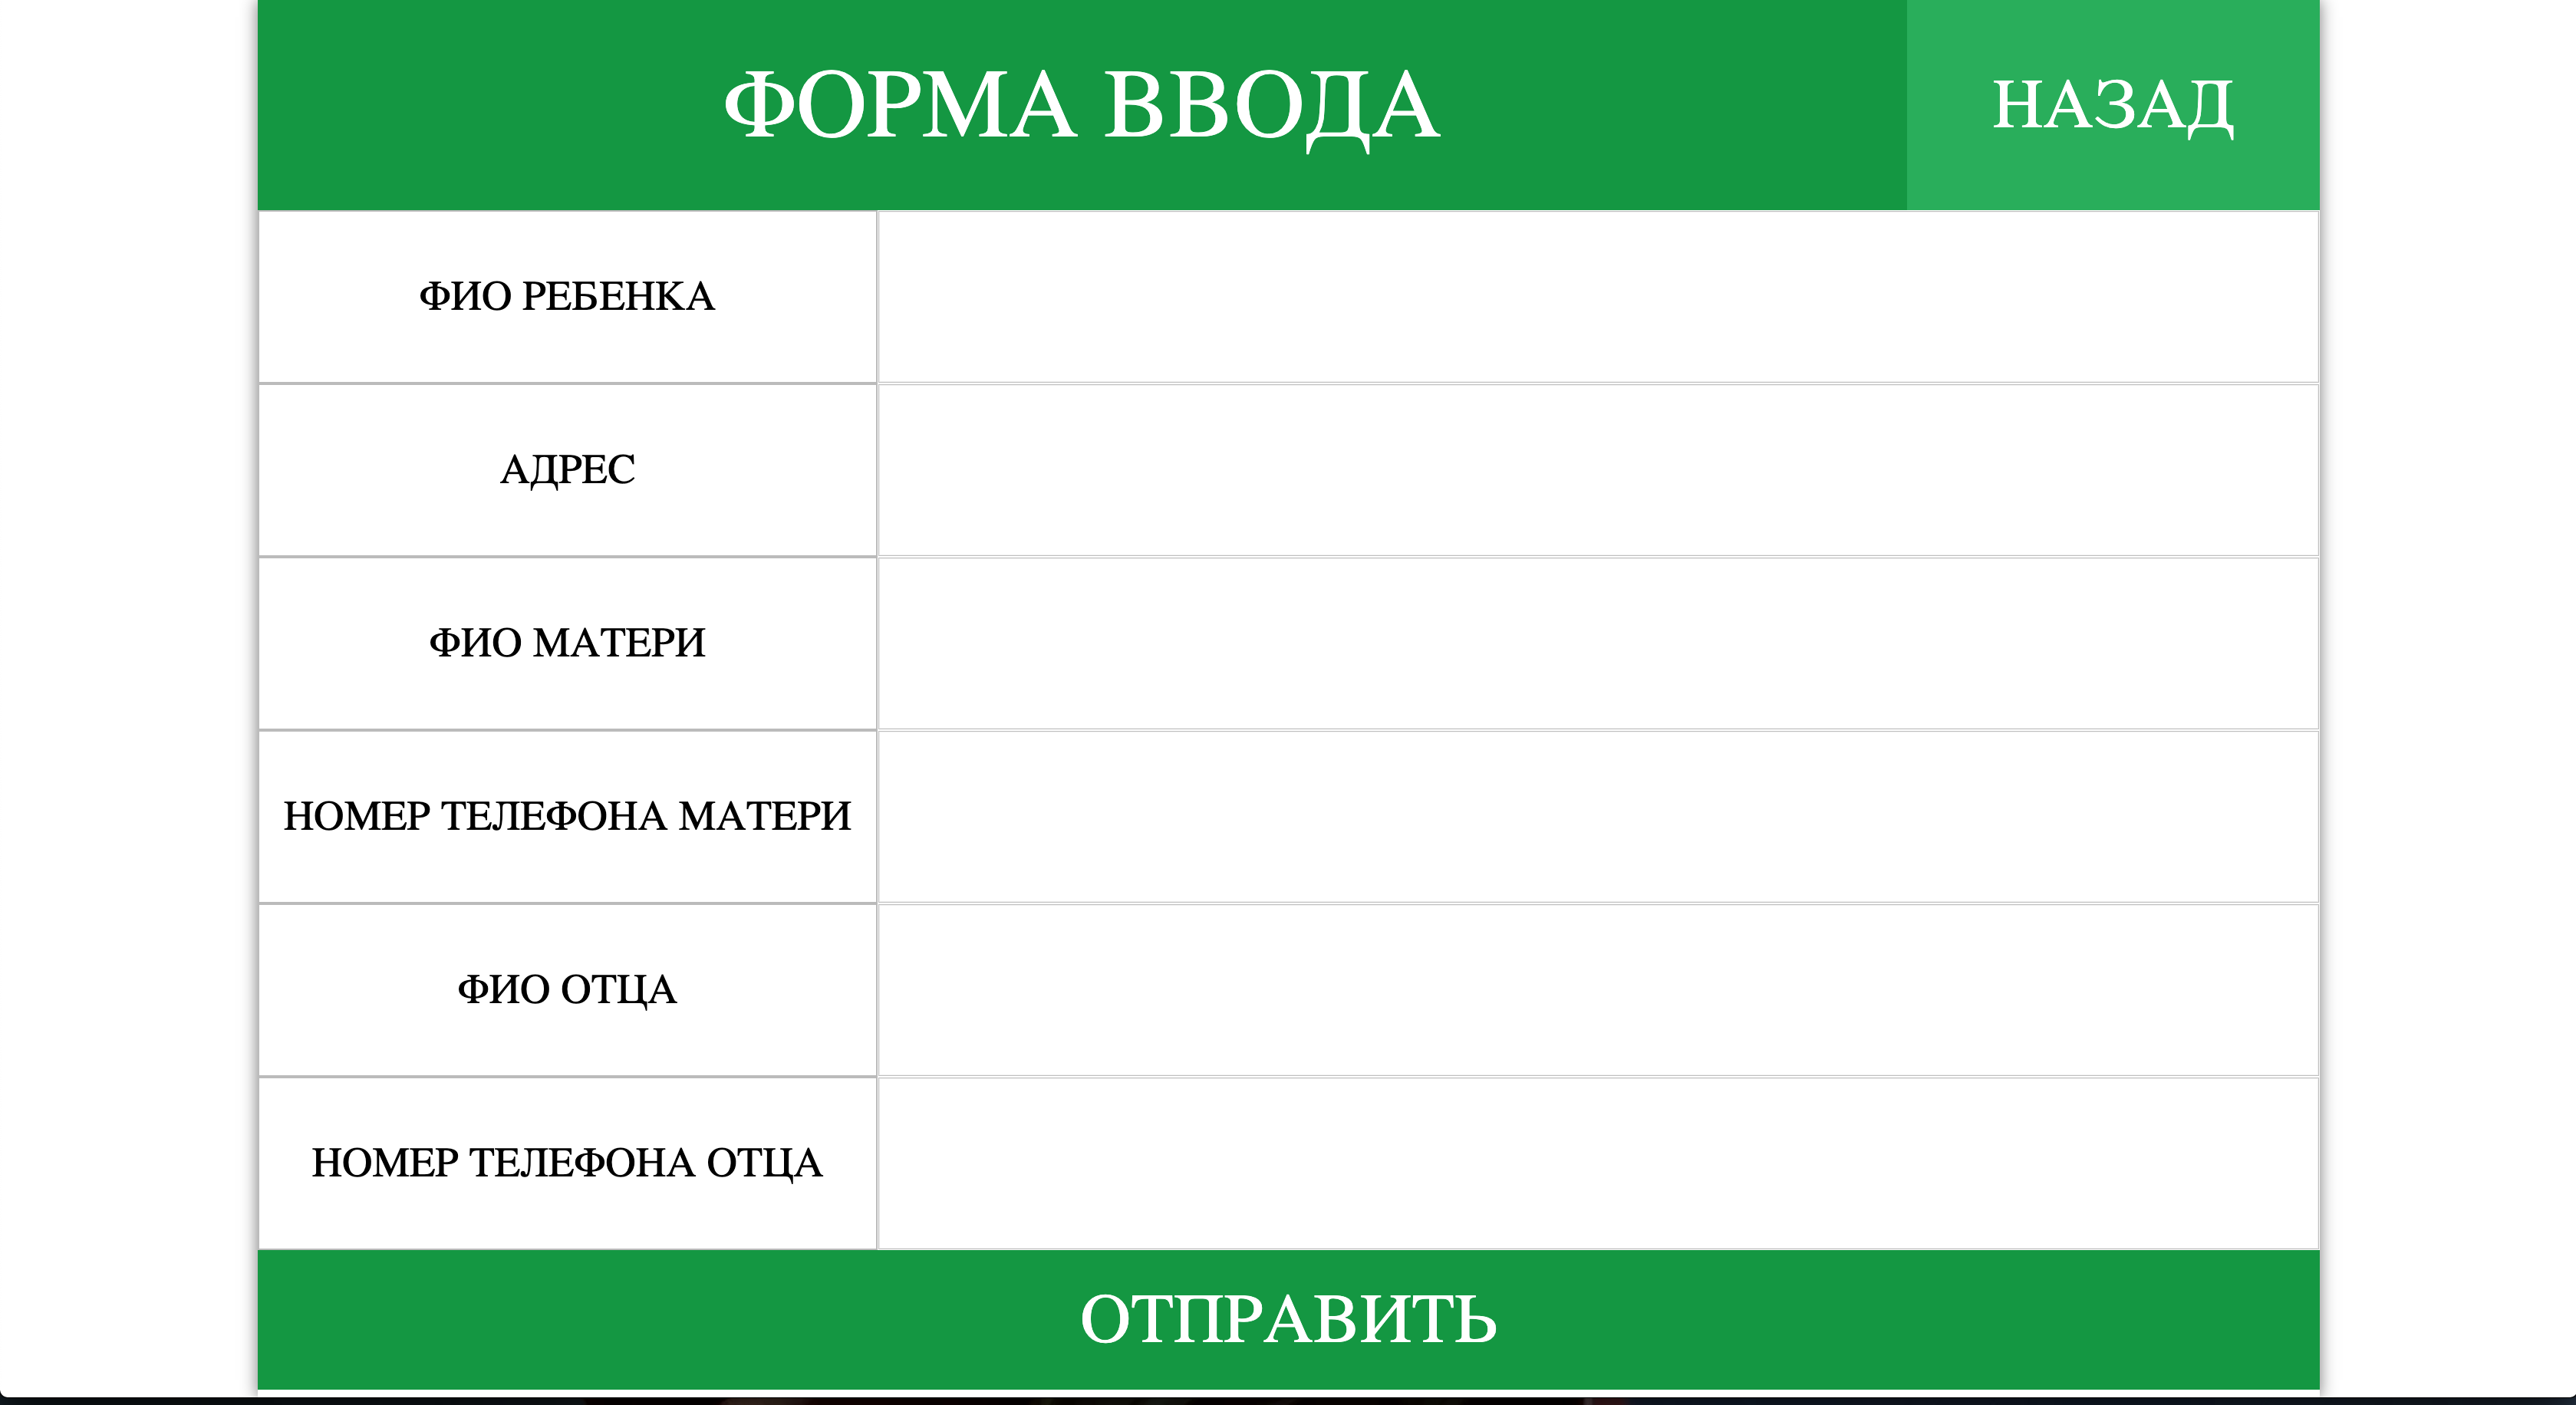 ФОРМА ВВОДА
НАЗАД
ФИО РЕБЕНКА
АДРЕС
ФИО МАТЕРИ
НОМЕР ТЕЛЕФОНА МАТЕРИ
ФИО ОТЦА
НОМЕР ТЕЛЕФОНА ОТЦА
ОТПРАВИТЬ